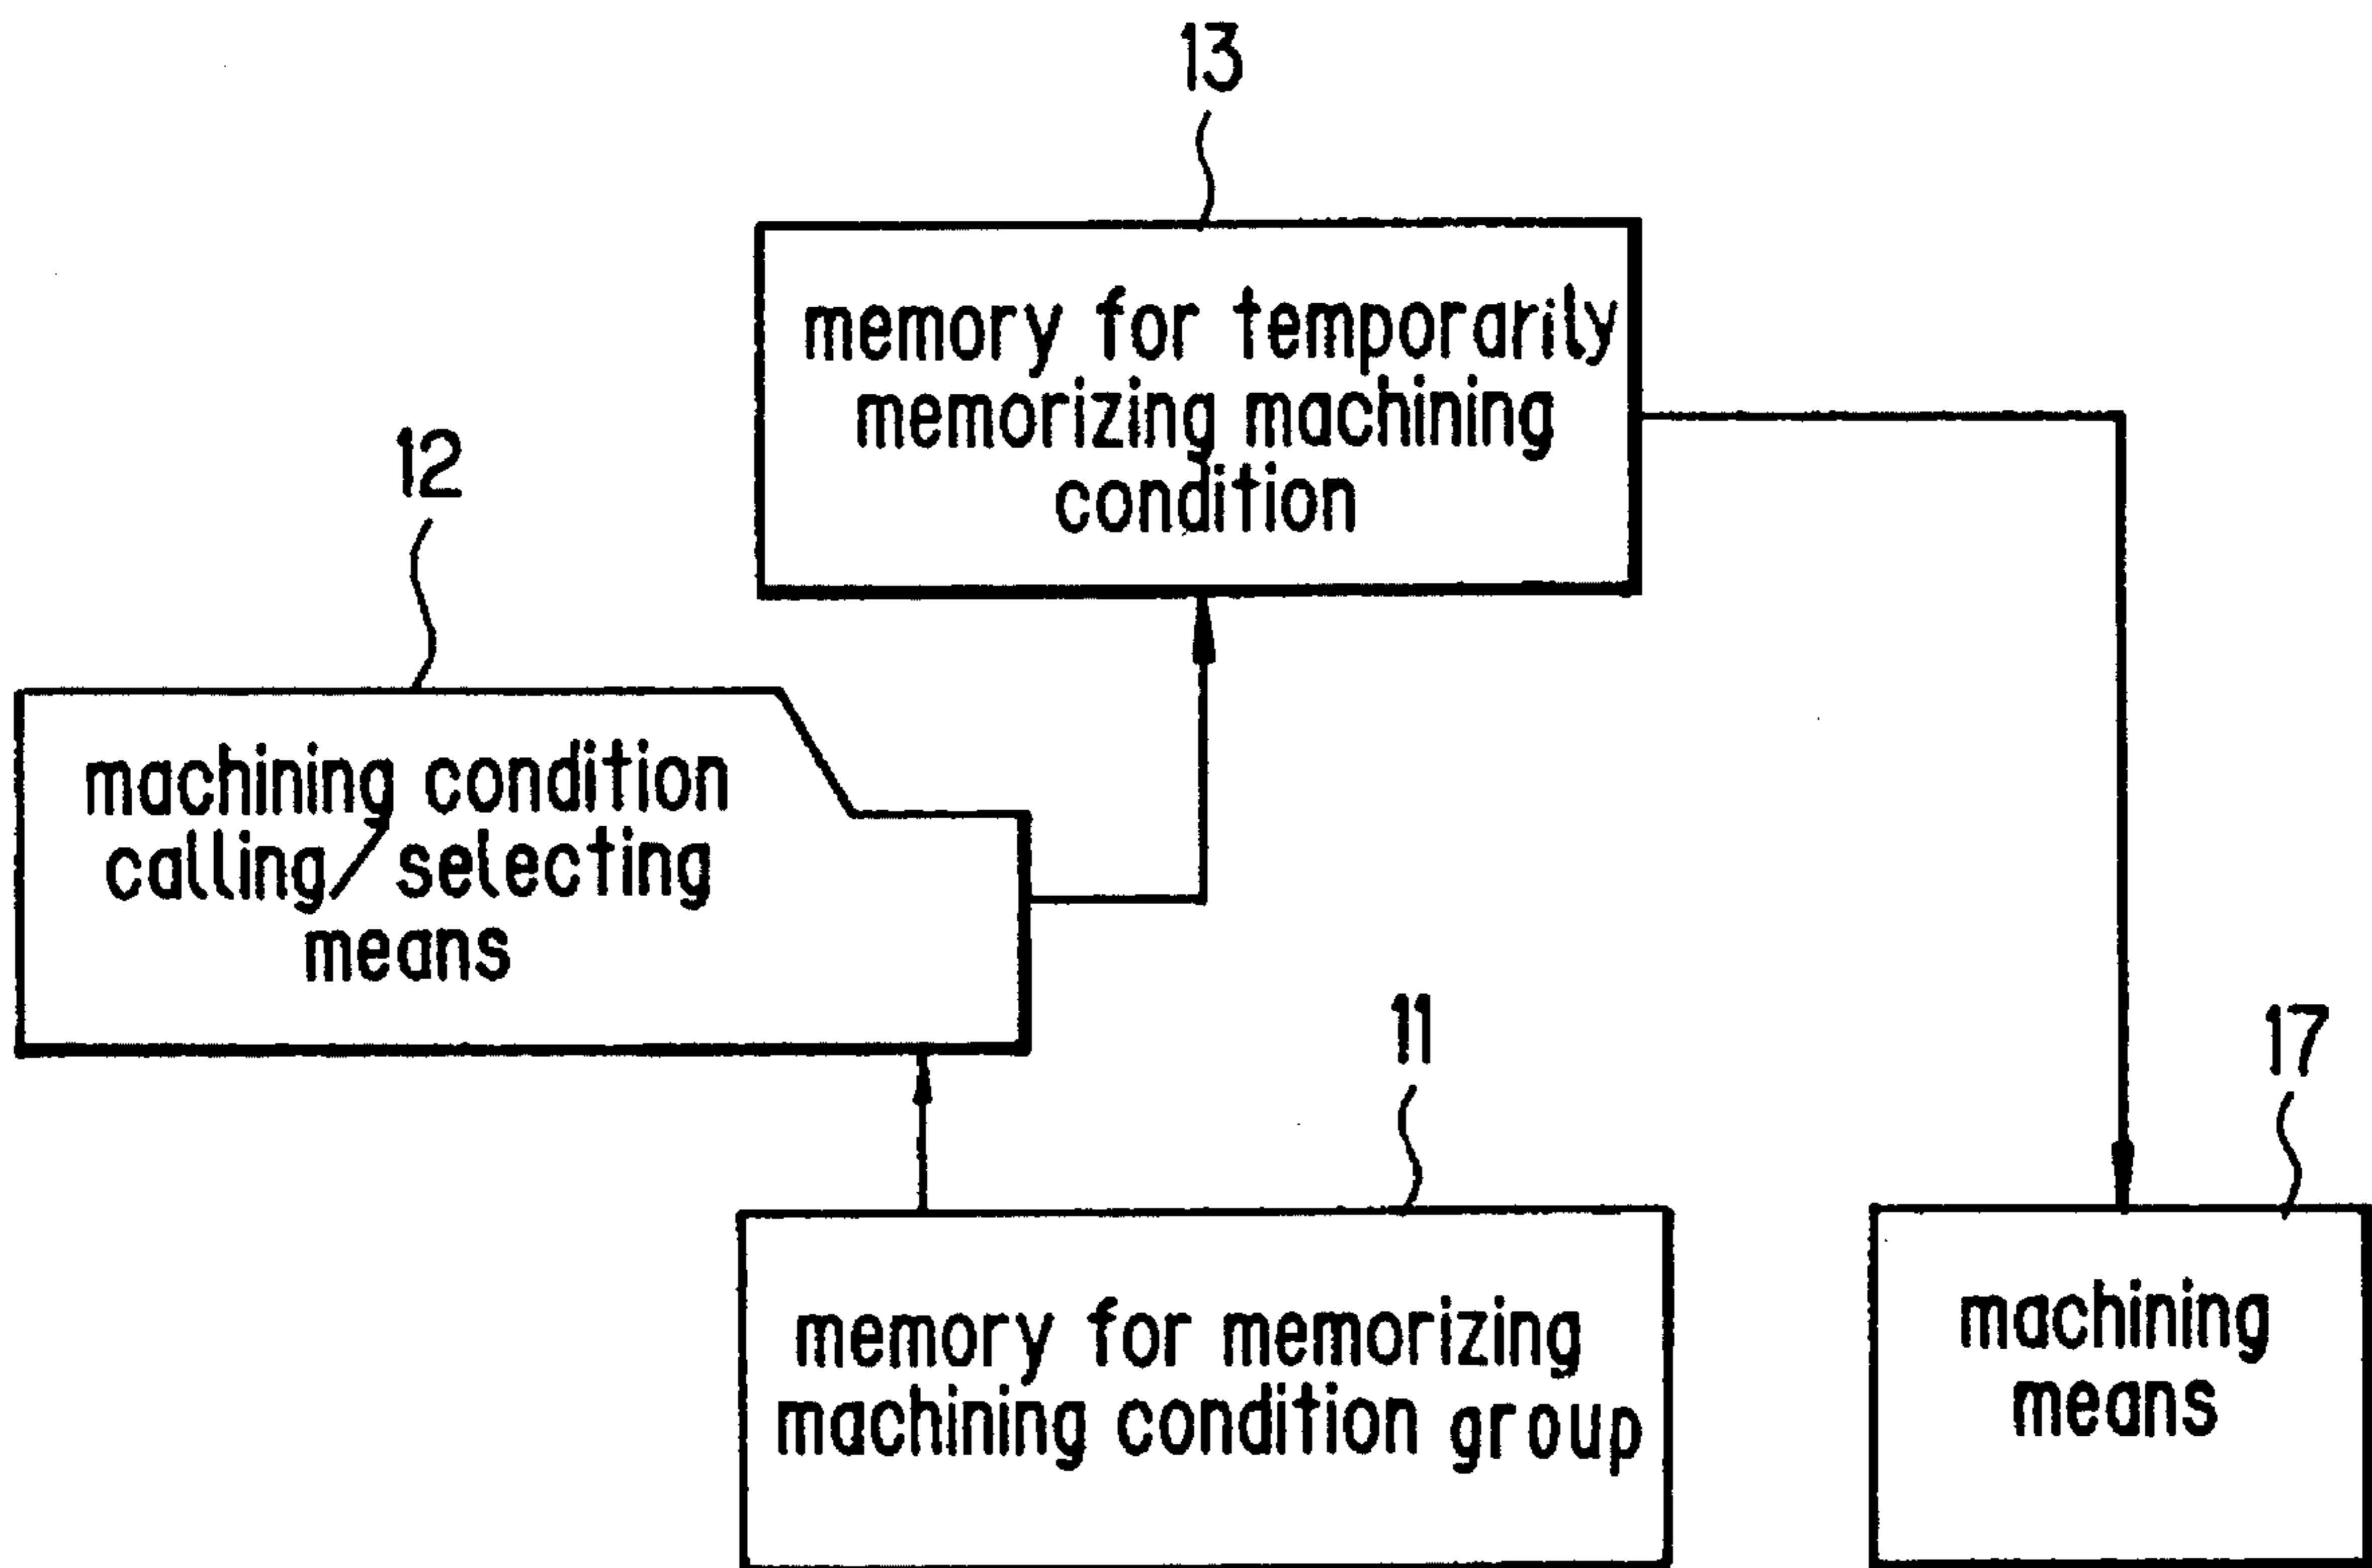 13
memory for temporarily
memorizing machining
condition
12
machining condition
calling/selecting
means
11
memory for memorizing
machining condition group
17
machining
means